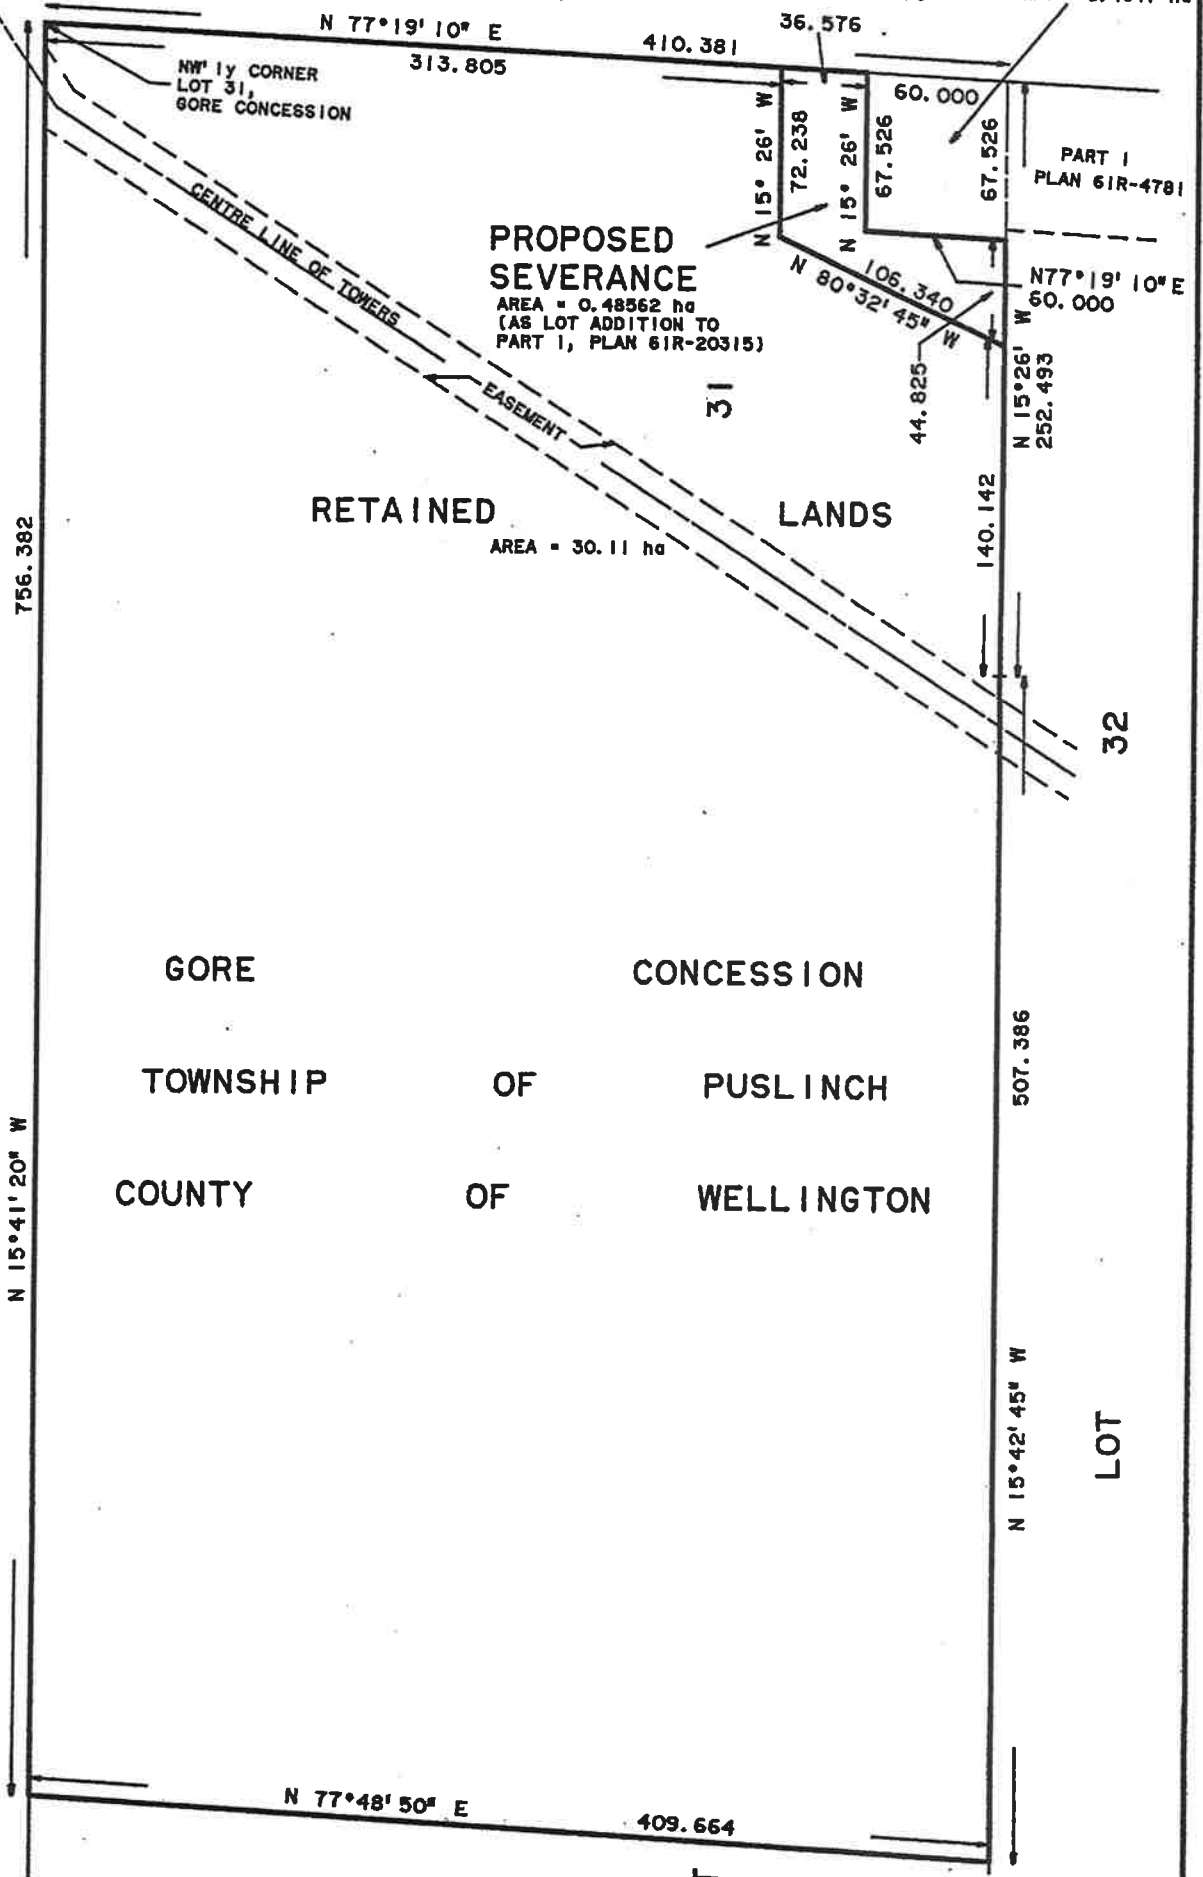 N 77°19'10" E
410.381
36.576
313.805
NW'ly CORNER
LOT 31,
GORE CONCESSION
60.000
N 15° 26' W
72.238
N 15° 26' W
67.526
67.526
PART 1
PLAN 61R-4781
CENTRE LINE OF TOWERS
PROPOSED
SEVERANCE
AREA = 0.48562 ha
(AS LOT ADDITION TO
PART 1, PLAN 61R-20315)
106.340
N 80°32'45" W
N77°19'10"E
60.000
44.825
N 15°26' W
252.493
EASEMENT
31
RETAINED LANDS
AREA = 30.11 ha
140.142
756.382
32
GORE CONCESSION
507.386
TOWNSHIP OF PUSLINCH
COUNTY OF WELLINGTON
N 15°41'20" W
N 15°42'45" W
LOT
N 77°48'50" E
409.664